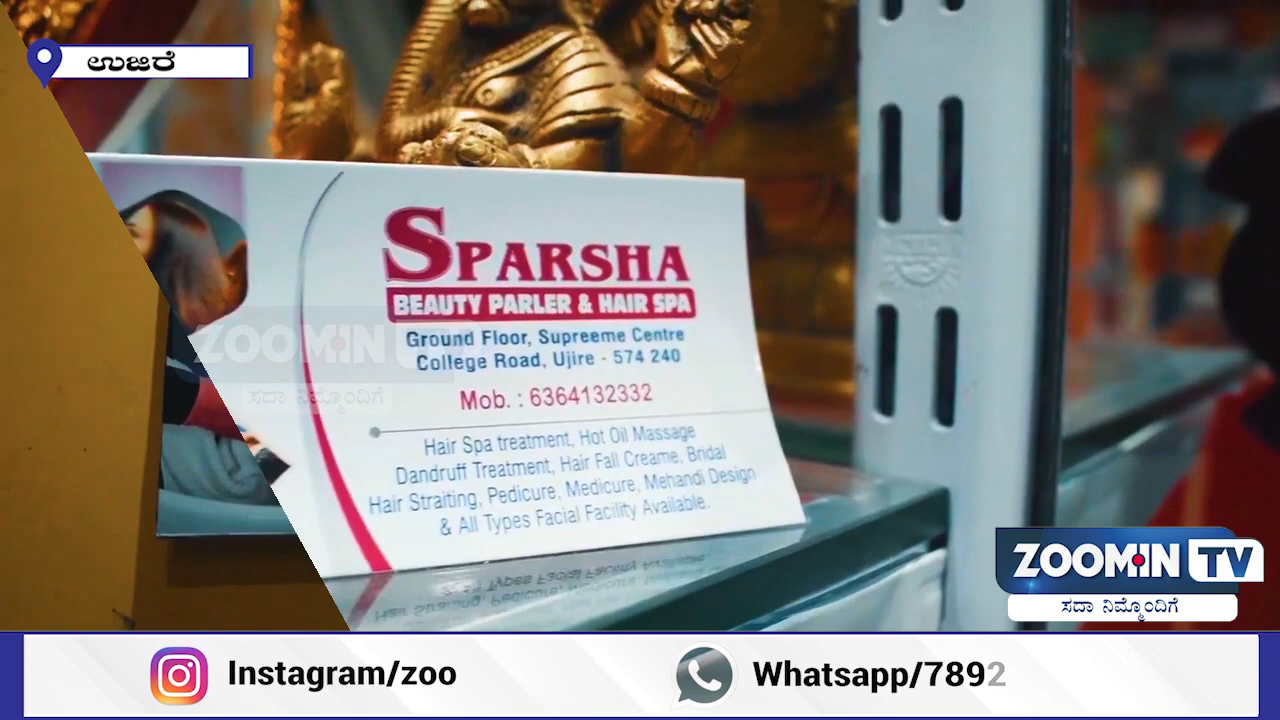 ಉಜಿರೆ
SPARSHA
BEAUTY PARLER & HAIR SPA
Ground Floor, Supreeme Centre
College Road, Ujire - 574 240
Mob. : 6364132332
Hair Spa treatment, Hot Oil Massage
Dandruff Treatment, Hair Fall Creame, Bridal
Hair Straiting, Pedicure, Medicure, Mehandi Design
& All Types Facial Facility Available.
ZOOMIN
ಸದಾ ನಿಮ್ಮೊಂದಿಗೆ
ZOOMIN TV
ಸದಾ ನಿಮ್ಮೊಂದಿಗೆ
Instagram/zoo
Whatsapp/7892